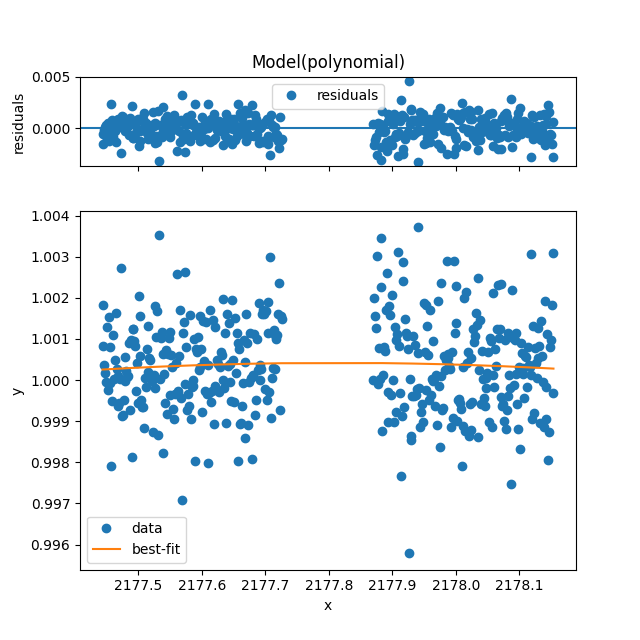 Model(polynomial)
0.005
0.000
residuals
residuals
1.004
1.003
1.002
1.001
1.000
0.999
0.998
0.997
0.996
y
data
best-fit
2177.5 2177.6 2177.7 2177.8 2177.9 2178.0 2178.1
x